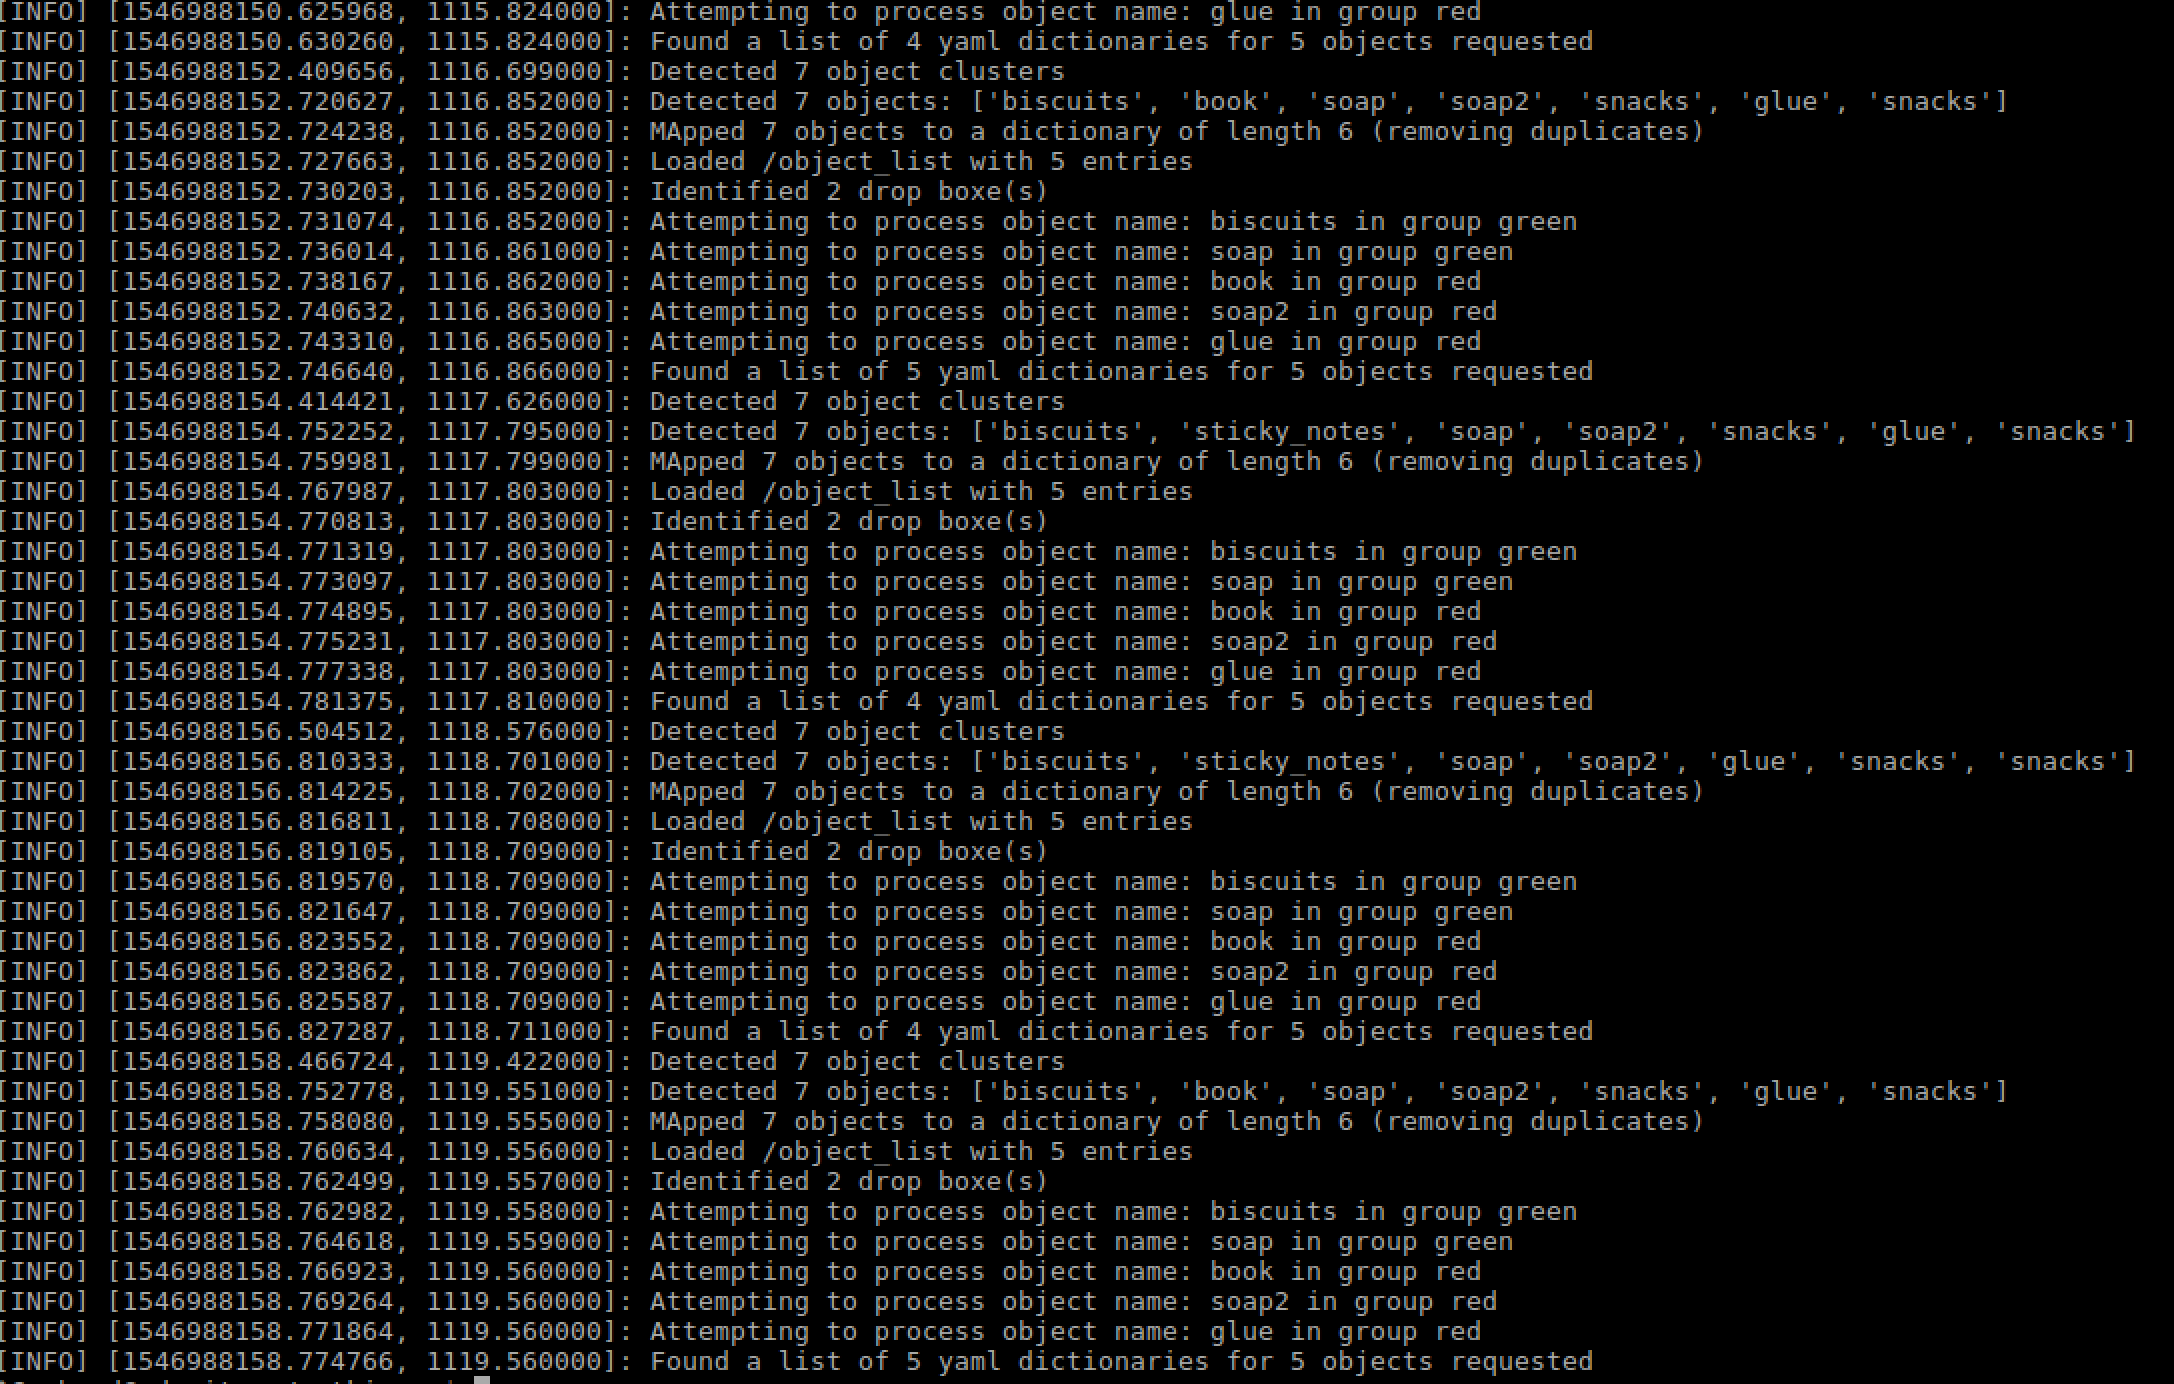 [INFO] [1546988150.625968, 1115.824000]: Attempting to process object name: glue in group red
[INFO] [1546988150.630260, 1115.824000]: Found a list of 4 yaml dictionaries for 5 objects requested
[INFO] [1546988152.409656, 1116.699000]: Detected 7 object clusters
[INFO] [1546988152.720627, 1116.852000]: Detected 7 objects: ['biscuits', 'book', 'soap', 'soap2', 'snacks', 'glue', 'snacks']
[INFO] [1546988152.724238, 1116.852000]: MApped 7 objects to a dictionary of length 6 (removing duplicates)
[INFO] [1546988152.727663, 1116.852000]: Loaded /object_list with 5 entries
[INFO] [1546988152.730203, 1116.852000]: Identified 2 drop boxe(s)
[INFO] [1546988152.731074, 1116.852000]: Attempting to process object name: biscuits in group green
[INFO] [1546988152.736014, 1116.861000]: Attempting to process object name: soap in group green
[INFO] [1546988152.738167, 1116.862000]: Attempting to process object name: book in group red
[INFO] [1546988152.740632, 1116.863000]: Attempting to process object name: soap2 in group red
[INFO] [1546988152.743310, 1116.865000]: Attempting to process object name: glue in group red
[INFO] [1546988152.746640, 1116.866000]: Found a list of 5 yaml dictionaries for 5 objects requested
[INFO] [1546988154.414421, 1117.626000]: Detected 7 object clusters
[INFO] [1546988154.752252, 1117.795000]: Detected 7 objects: ['biscuits', 'sticky_notes', 'soap', 'soap2', 'snacks', 'glue', 'snacks']
[INFO] [1546988154.759981, 1117.799000]: MApped 7 objects to a dictionary of length 6 (removing duplicates)
[INFO] [1546988154.767987, 1117.803000]: Loaded /object_list with 5 entries
[INFO] [1546988154.770813, 1117.803000]: Identified 2 drop boxe(s)
[INFO] [1546988154.771319, 1117.803000]: Attempting to process object name: biscuits in group green
[INFO] [1546988154.773097, 1117.803000]: Attempting to process object name: soap in group green
[INFO] [1546988154.774895, 1117.803000]: Attempting to process object name: book in group red
[INFO] [1546988154.775231, 1117.803000]: Attempting to process object name: soap2 in group red
[INFO] [1546988154.777338, 1117.803000]: Attempting to process object name: glue in group red
[INFO] [1546988154.781375, 1117.810000]: Found a list of 4 yaml dictionaries for 5 objects requested
[INFO] [1546988156.504512, 1118.576000]: Detected 7 object clusters
[INFO] [1546988156.810333, 1118.701000]: Detected 7 objects: ['biscuits', 'sticky_notes', 'soap', 'soap2', 'glue', 'snacks', 'snacks']
[INFO] [1546988156.814225, 1118.702000]: MApped 7 objects to a dictionary of length 6 (removing duplicates)
[INFO] [1546988156.816811, 1118.708000]: Loaded /object_list with 5 entries
[INFO] [1546988156.819105, 1118.709000]: Identified 2 drop boxe(s)
[INFO] [1546988156.819570, 1118.709000]: Attempting to process object name: biscuits in group green
[INFO] [1546988156.821647, 1118.709000]: Attempting to process object name: soap in group green
[INFO] [1546988156.823552, 1118.709000]: Attempting to process object name: book in group red
[INFO] [1546988156.823862, 1118.709000]: Attempting to process object name: soap2 in group red
[INFO] [1546988156.825587, 1118.709000]: Attempting to process object name: glue in group red
[INFO] [1546988156.827287, 1118.711000]: Found a list of 4 yaml dictionaries for 5 objects requested
[INFO] [1546988158.466724, 1119.422000]: Detected 7 object clusters
[INFO] [1546988158.752778, 1119.551000]: Detected 7 objects: ['biscuits', 'book', 'soap', 'soap2', 'snacks', 'glue', 'snacks']
[INFO] [1546988158.758080, 1119.555000]: MApped 7 objects to a dictionary of length 6 (removing duplicates)
[INFO] [1546988158.760634, 1119.556000]: Loaded /object_list with 5 entries
[INFO] [1546988158.762499, 1119.557000]: Identified 2 drop boxe(s)
[INFO] [1546988158.762982, 1119.558000]: Attempting to process object name: biscuits in group green
[INFO] [1546988158.764618, 1119.559000]: Attempting to process object name: soap in group green
[INFO] [1546988158.766923, 1119.560000]: Attempting to process object name: book in group red
[INFO] [1546988158.769264, 1119.560000]: Attempting to process object name: soap2 in group red
[INFO] [1546988158.771864, 1119.560000]: Attempting to process object name: glue in group red
[INFO] [1546988158.774766, 1119.560000]: Found a list of 5 yaml dictionaries for 5 objects requested